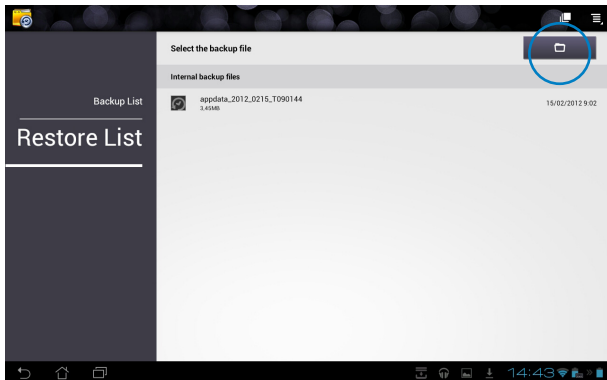 Select the backup file
Internal backup files
Backup List
Restore List
appdata_2012_0215_T090144
3,45MB
15/02/2012 9:02
14:43